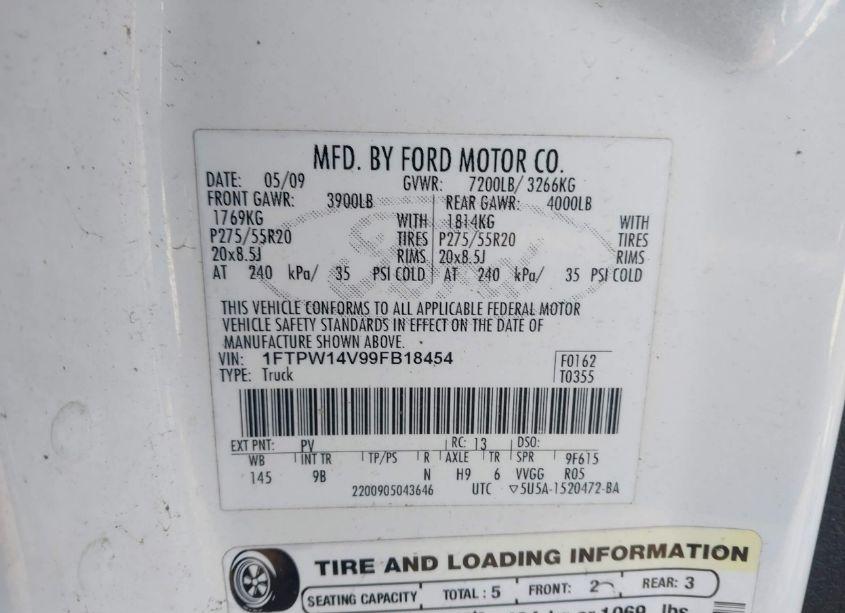 MFD. BY FORD MOTOR CO.
DATE: 05/09 GVWR: 7200LB/ 3266KG
FRONT GAWR: 3900LB REAR GAWR: 4000LB
1769KG WITH 1814KG WITH
P275/55R20 TIRES P275/55R20 TIRES
20x8.5J RIMS 20x8.5J RIMS
AT 240 kPa/ 35 PSI COLD AT 240 kPa/ 35 PSI COLD
THIS VEHICLE CONFORMS TO ALL APPLICABLE FEDERAL MOTOR
VEHICLE SAFETY STANDARDS IN EFFECT ON THE DATE OF
MANUFACTURE SHOWN ABOVE.
VIN: 1FTPW14V99FB18454 F0162
TYPE: Truck T0355
EXT PNT: PV RC: 13 DSO:
WB INT TR TP/PS R AXLE TR SPR 9F615
145 9B N H9 6 VVGG R05
2200905043646 UTC ▽5U5A-1520472-BA
TIRE AND LOADING INFORMATION
SEATING CAPACITY TOTAL : 5 FRONT: 2 REAR: 3
or 1069 lbs